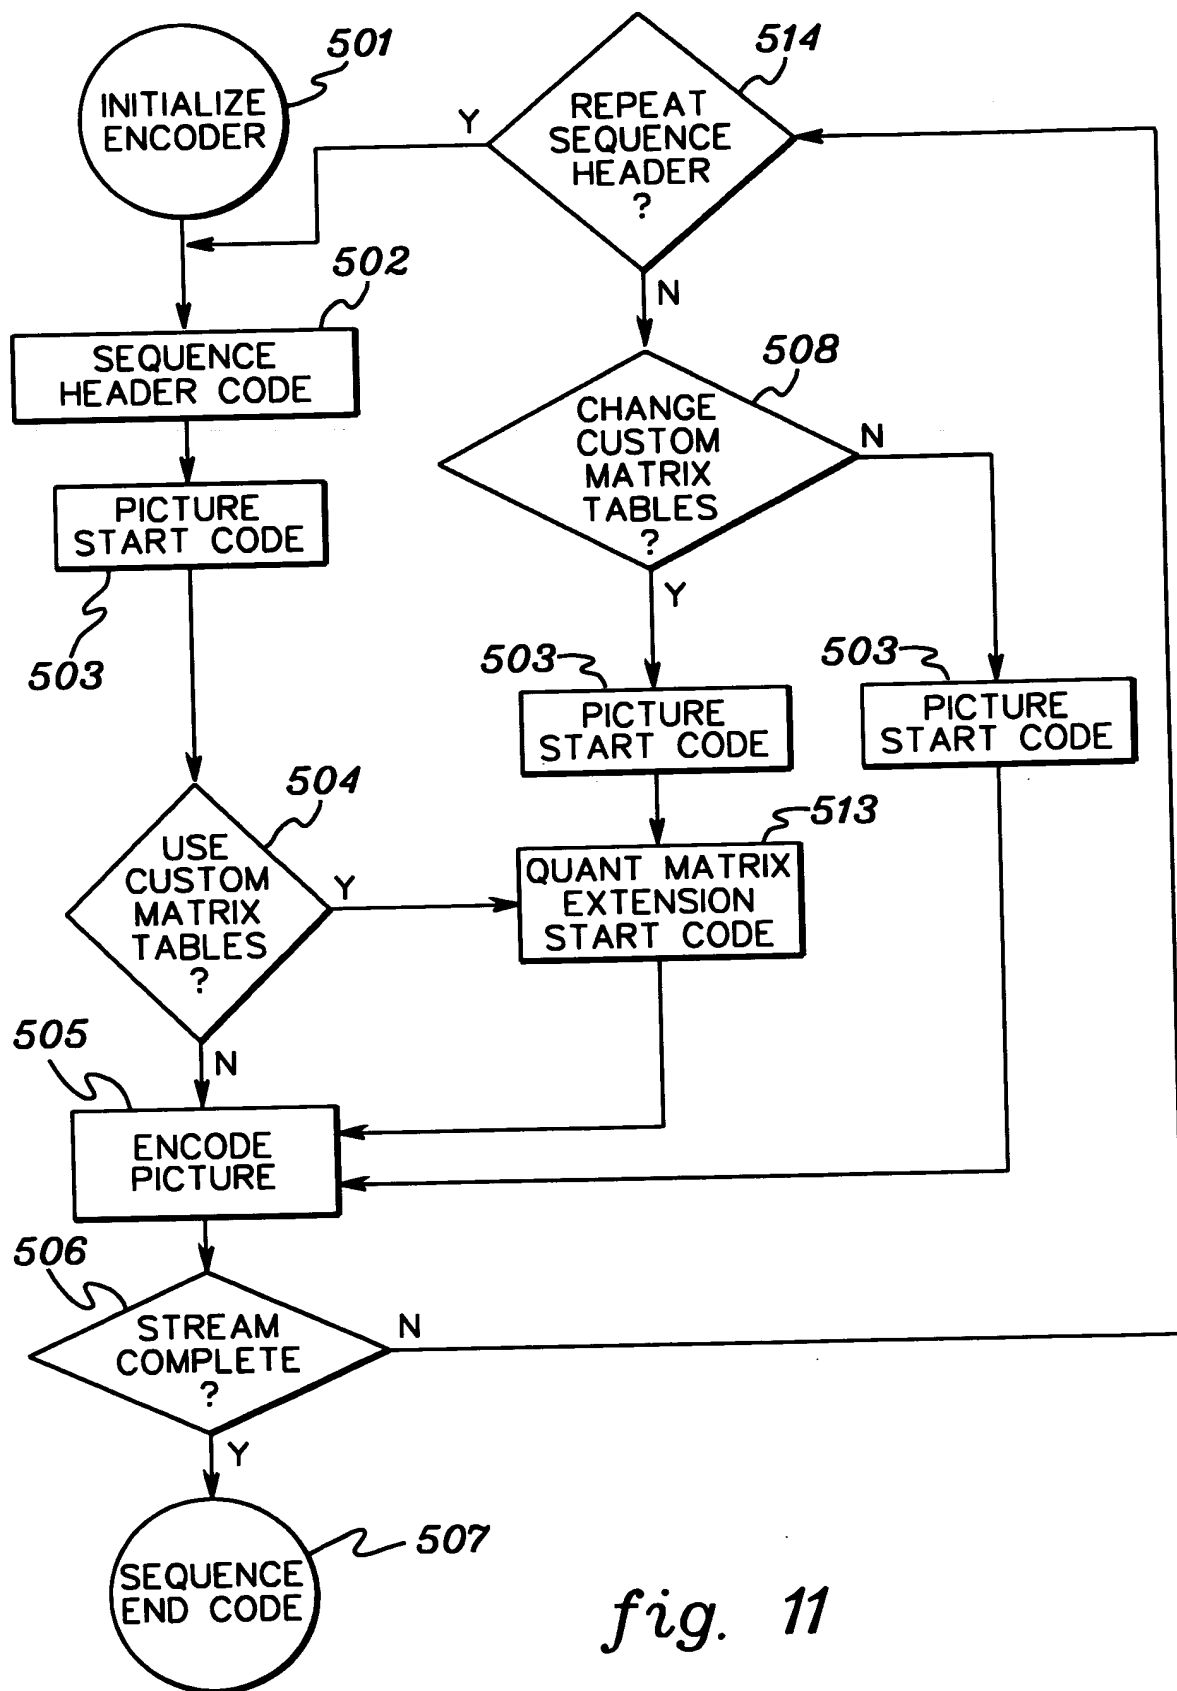 501
INITIALIZE
ENCODER
514
REPEAT
SEQUENCE
HEADER
?
Y
N
502
SEQUENCE
HEADER CODE
508
CHANGE
CUSTOM
MATRIX
TABLES
?
N
Y
PICTURE
START CODE
503
503
PICTURE
START CODE
503
PICTURE
START CODE
504
USE
CUSTOM
MATRIX
TABLES
?
Y
N
513
QUANT MATRIX
EXTENSION
START CODE
505
ENCODE
PICTURE
506
STREAM
COMPLETE
?
N
Y
507
SEQUENCE
END CODE
fig. 11